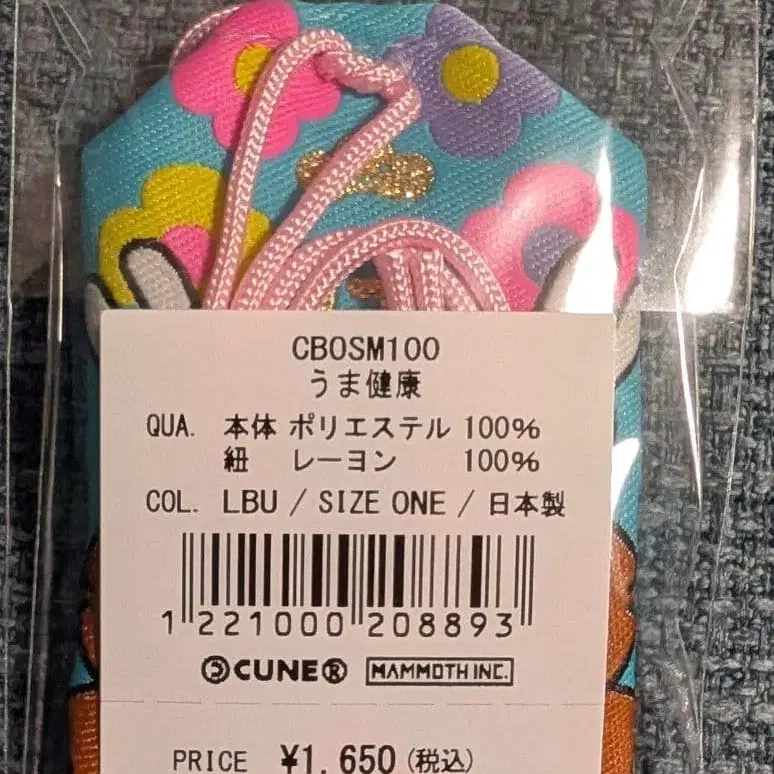 CBOSM100
うま健康
QUA. 本体 ポリエステル 100%
紐 レーヨン 100%
COL. LBU / SIZE ONE / 日本製
1 221000 208893
CUNE®
MAMMOTH INC.
PRICE ¥1,650 (税込)